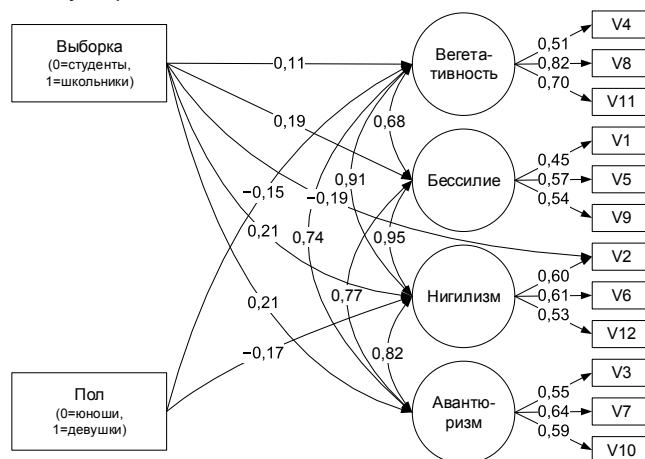 Выборка
(0=студенты,
1=школьники)
Пол
(0=юноши,
1=девушки)
Вегета-
тивность
Бессилие
Нигилизм
Авантю-
ризм
0,11
0,19
−0,19
0,21
0,21
−0,15
−0,17
0,68
0,91
0,74
0,95
0,77
0,82
0,51
0,82
0,70
0,45
0,57
0,54
0,60
0,61
0,53
0,55
0,64
0,59
V4
V8
V11
V1
V5
V9
V2
V6
V12
V3
V7
V10